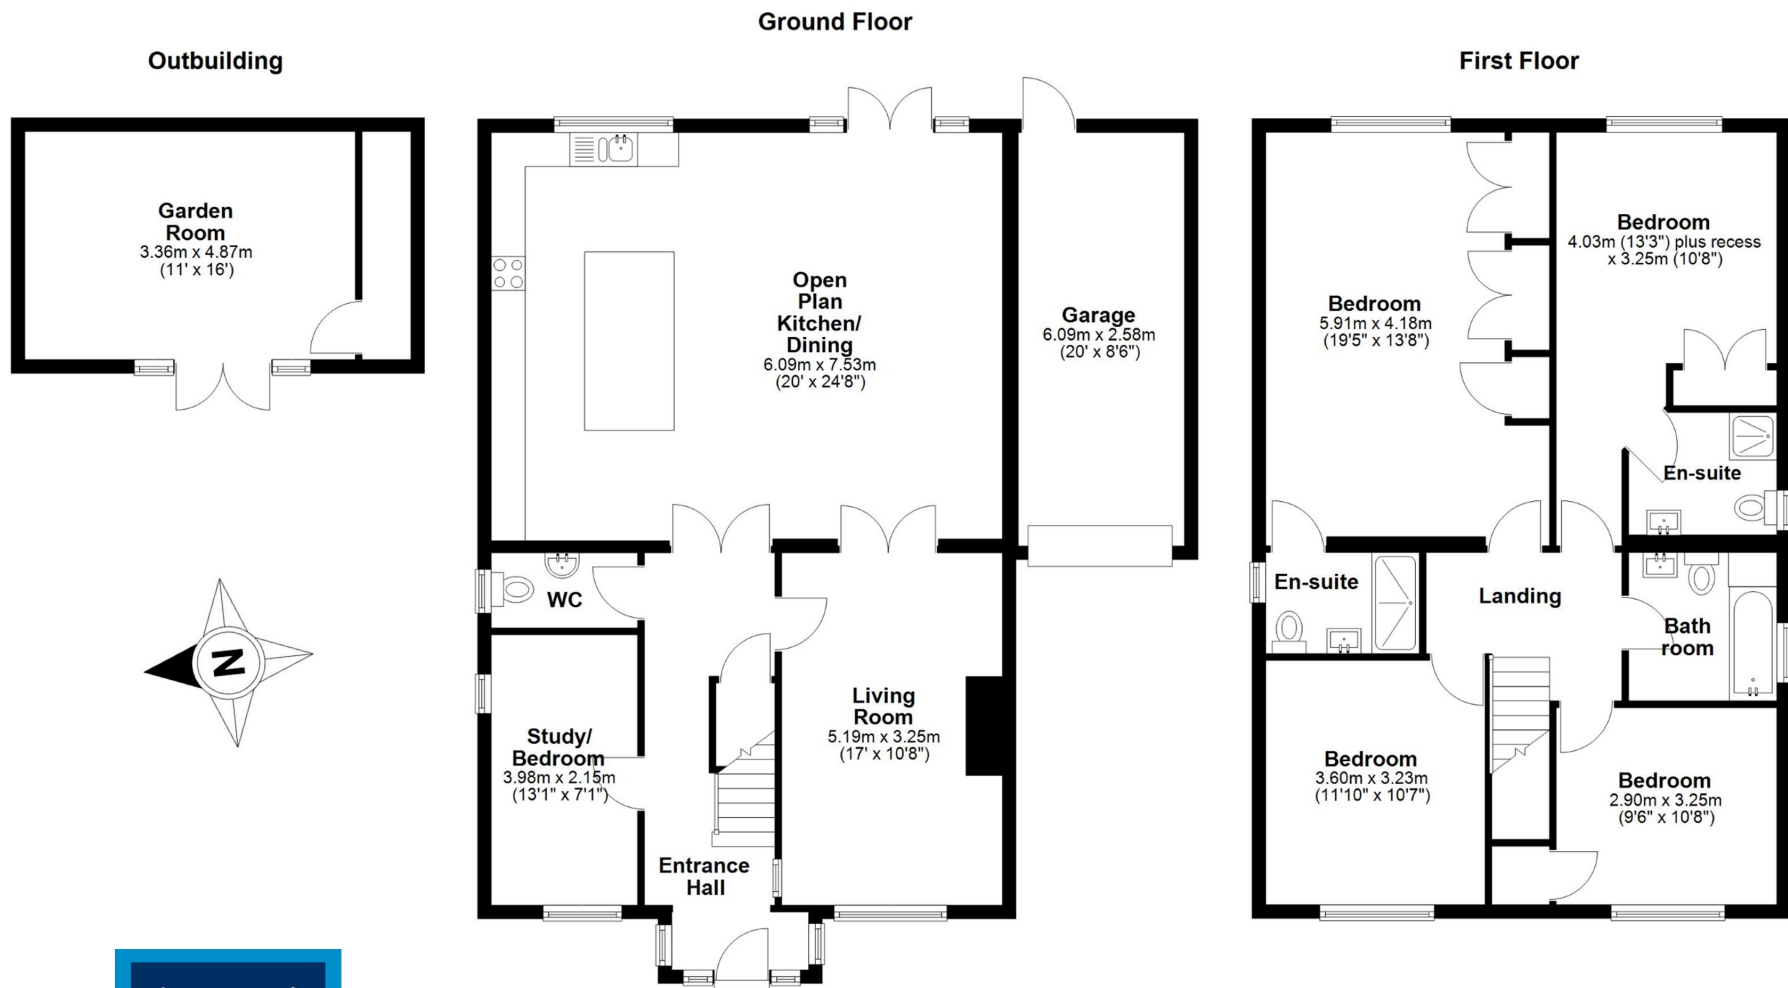 Ground Floor
Outbuilding
First Floor
Garden
Room
3.36m x 4.87m
(11' x 16')
Open
Plan
Kitchen/
Dining
6.09m x 7.53m
(20' x 24'8")
Garage
6.09m x 2.58m
(20' x 8'6")
Bedroom
5.91m x 4.18m
(19'5" x 13'8")
Bedroom
4.03m (13'3") plus recess
x 3.25m (10'8")
En-suite
WC
En-suite
Landing
Bath
room
N
Study/
Bedroom
3.98m x 2.15m
(13'1" x 7'1")
Living
Room
5.19m x 3.25m
(17' x 10'8")
Entrance
Hall
Bedroom
3.60m x 3.23m
(11'10" x 10'7")
Bedroom
2.90m x 3.25m
(9'6" x 10'8")